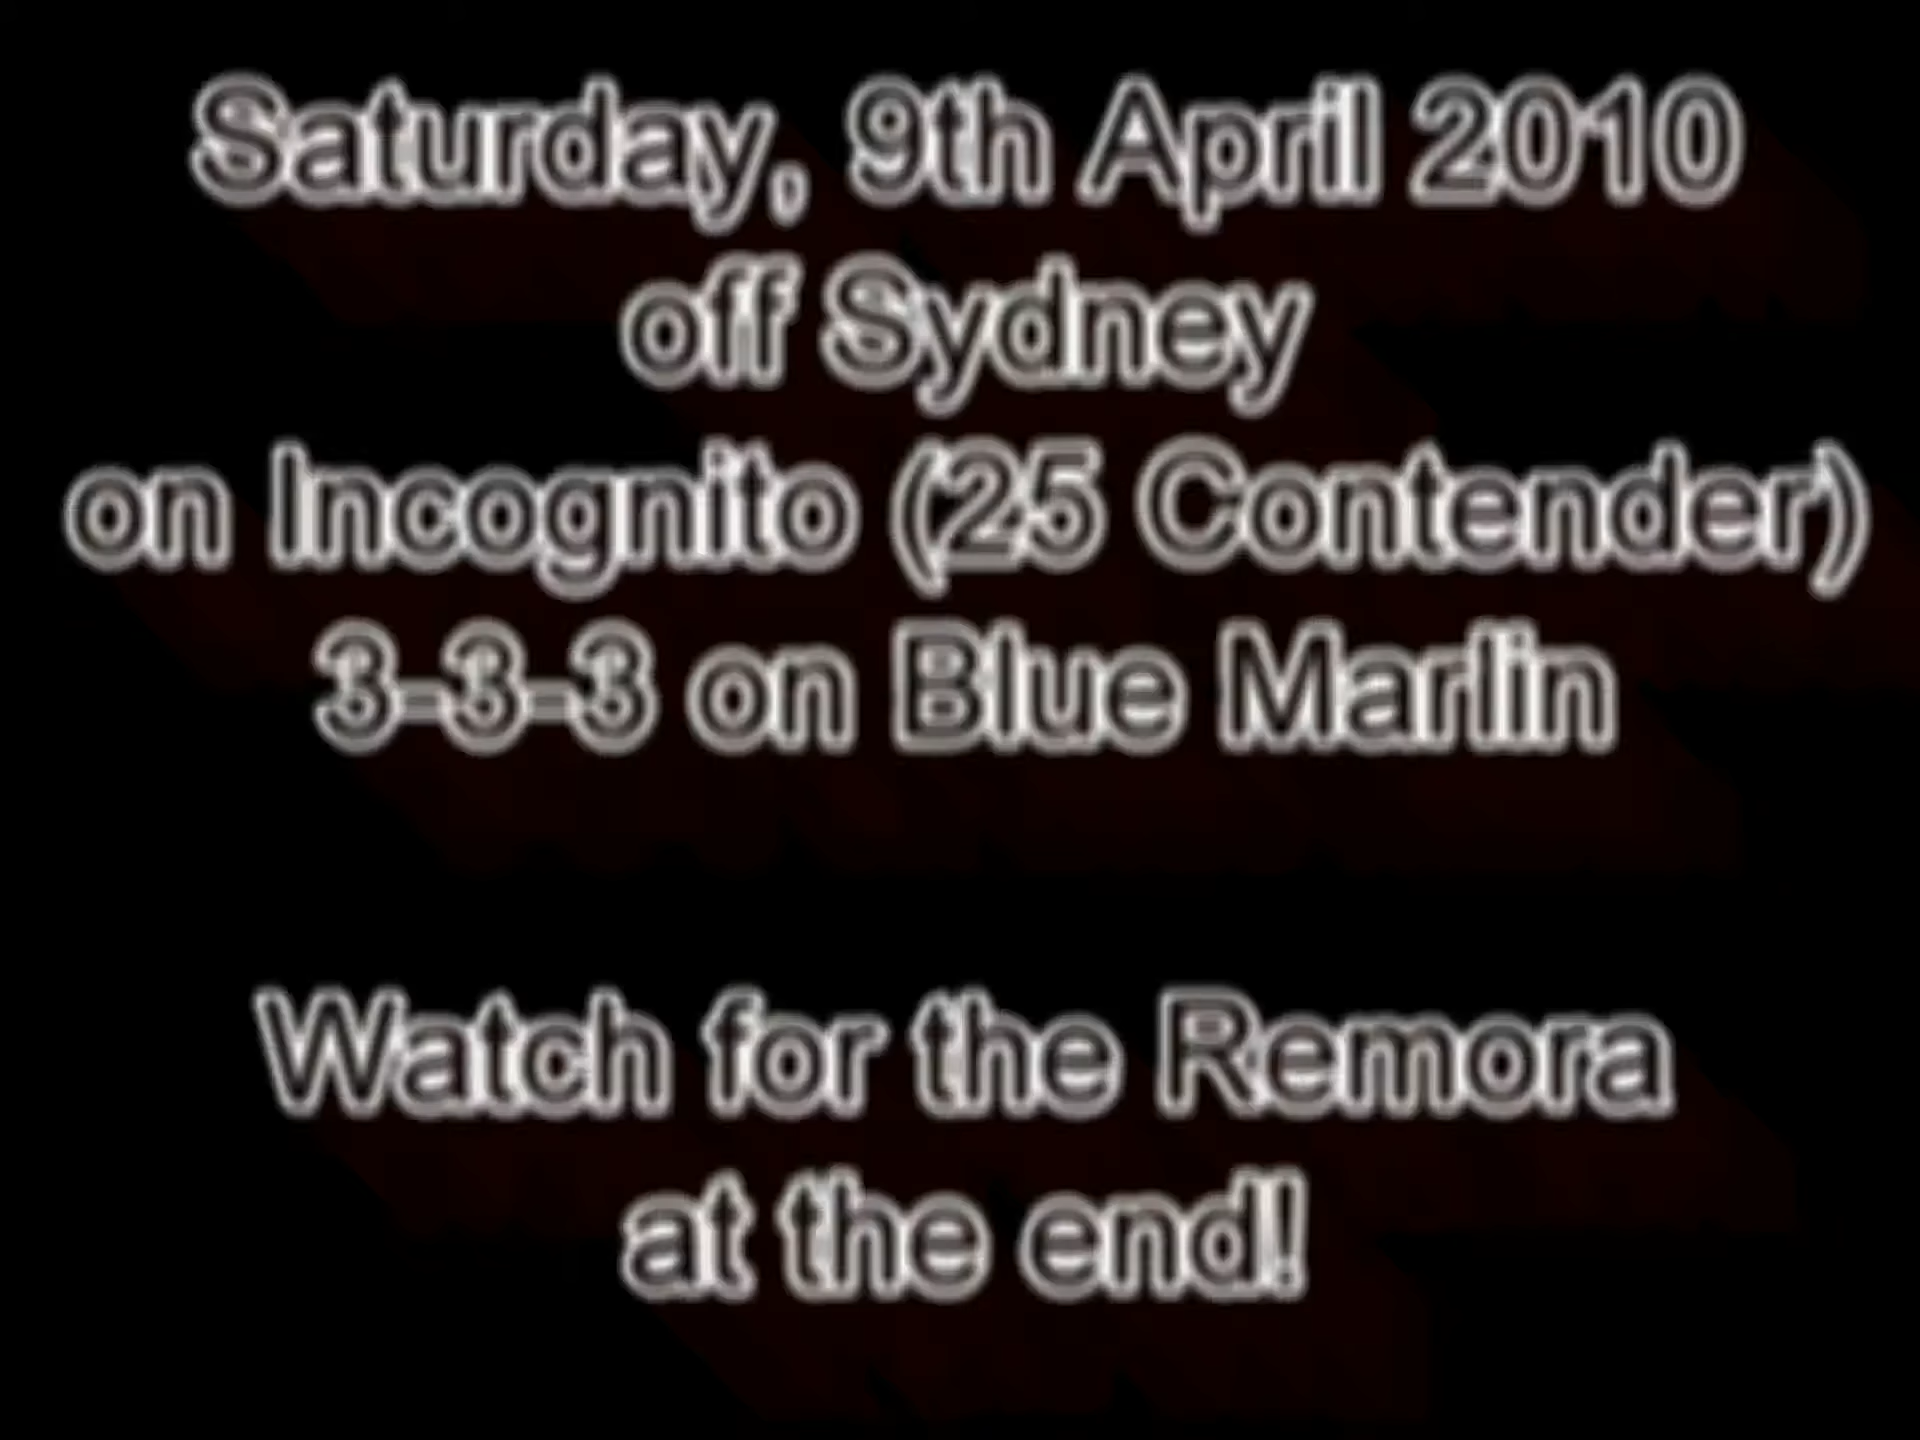 Saturday, 9th April 2010
off Sydney
on Incognito (25 Contender)
3-3-3 on Blue Marlin
Watch for the Remora
at the end!